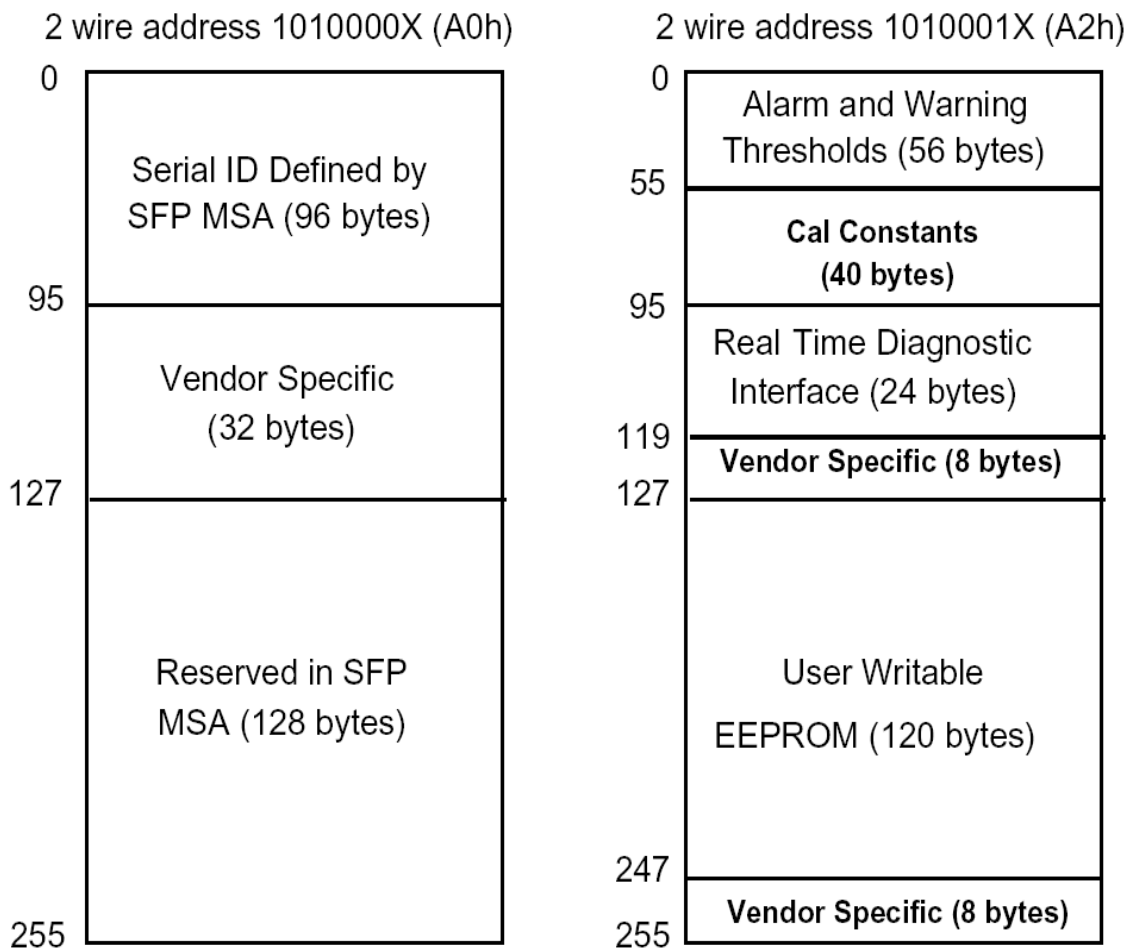 2 wire address 1010000X (A0h)
0
Serial ID Defined by
SFP MSA (96 bytes)
95
Vendor Specific
(32 bytes)
127
Reserved in SFP
MSA (128 bytes)
255
2 wire address 1010001X (A2h)
0
Alarm and Warning
Thresholds (56 bytes)
55
Cal Constants
(40 bytes)
95
Real Time Diagnostic
Interface (24 bytes)
119
Vendor Specific (8 bytes)
127
User Writable
EEPROM (120 bytes)
247
Vendor Specific (8 bytes)
255